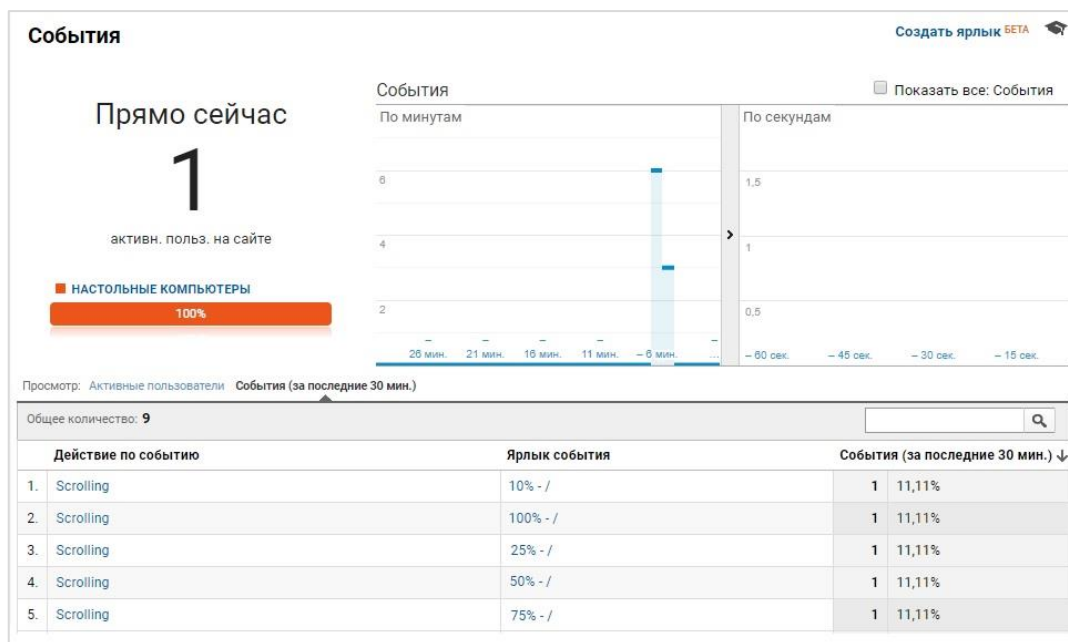 События
Создать ярлык БЕТА
Прямо сейчас
1
активн. польз. на сайте
НАСТОЛЬНЫЕ КОМПЬЮТЕРЫ
100%
События
Показать все: События
По минутам
6
4
2
26 мин. 21 мин. 16 мин. 11 мин. – 6 мин. ...
По секундам
1,5
1
0,5
– 60 сек. – 45 сек. – 30 сек. – 15 сек.
Просмотр: Активные пользователи События (за последние 30 мин.)
Общее количество: 9
Действие по событию Ярлык события События (за последние 30 мин.)
1. Scrolling 10% - / 1 11,11%
2. Scrolling 100% - / 1 11,11%
3. Scrolling 25% - / 1 11,11%
4. Scrolling 50% - / 1 11,11%
5. Scrolling 75% - / 1 11,11%